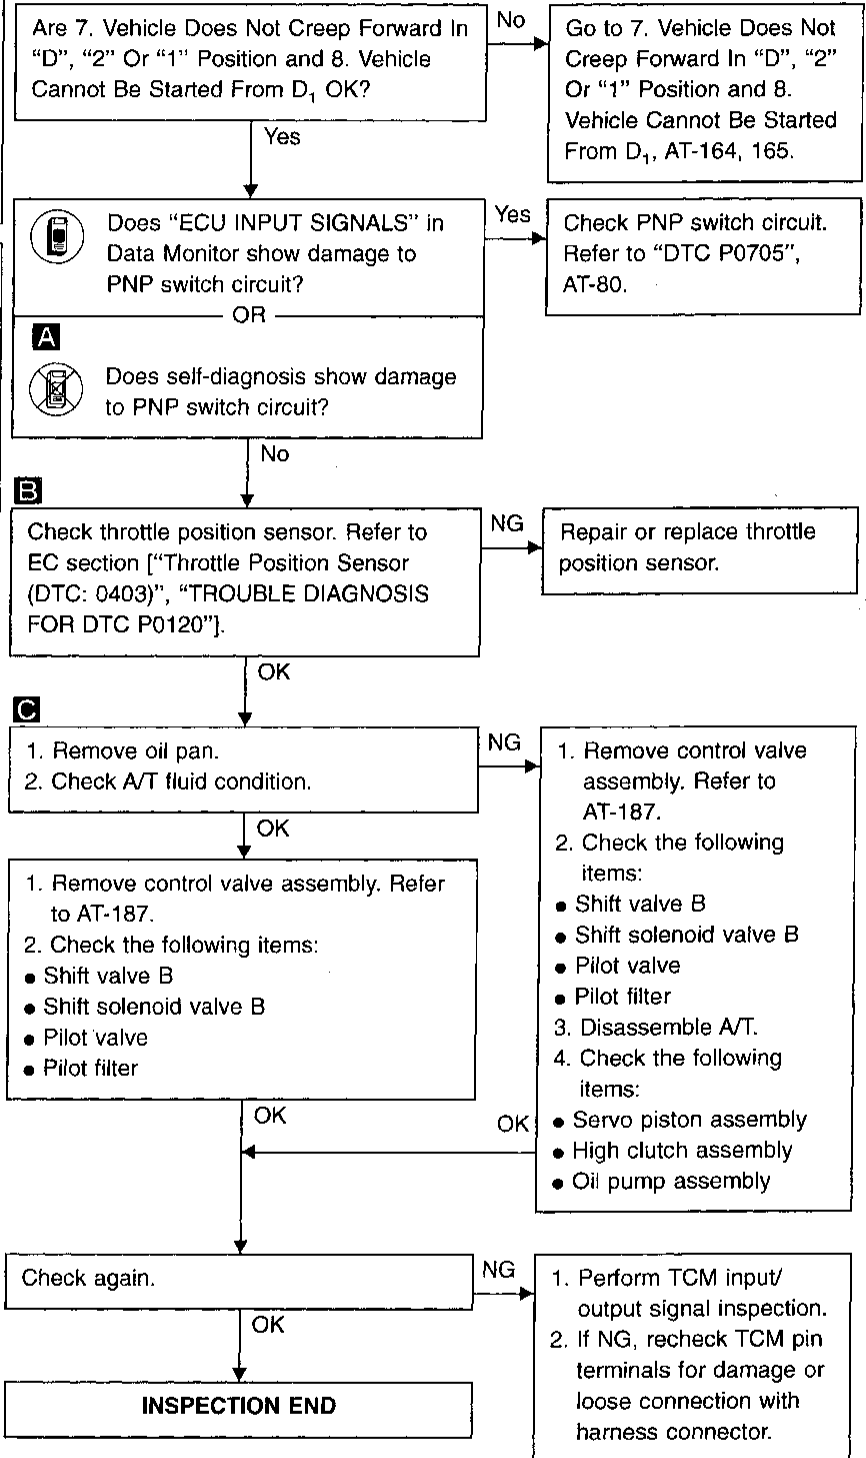 Are 7. Vehicle Does Not Creep Forward In
“D”, “2” Or “1” Position and 8. Vehicle
Cannot Be Started From D1 OK?
No
Go to 7. Vehicle Does Not
Creep Forward In “D”, “2”
Or “1” Position and 8.
Vehicle Cannot Be Started
From D1, AT-164, 165.
Yes
Does “ECU INPUT SIGNALS” in
Data Monitor show damage to
PNP switch circuit?
Yes
Check PNP switch circuit.
Refer to “DTC P0705”,
AT-80.
OR
A
Does self-diagnosis show damage
to PNP switch circuit?
No
B
Check throttle position sensor. Refer to
EC section [“Throttle Position Sensor
(DTC: 0403)”, “TROUBLE DIAGNOSIS
FOR DTC P0120”].
NG
Repair or replace throttle
position sensor.
OK
C
1. Remove oil pan.
2. Check A/T fluid condition.
NG
1. Remove control valve
assembly. Refer to
AT-187.
2. Check the following
items:
● Shift valve B
● Shift solenoid valve B
● Pilot valve
● Pilot filter
3. Disassemble A/T.
4. Check the following
items:
● Servo piston assembly
● High clutch assembly
● Oil pump assembly
OK
OK
1. Remove control valve assembly. Refer
to AT-187.
2. Check the following items:
● Shift valve B
● Shift solenoid valve B
● Pilot valve
● Pilot filter
OK
Check again.
NG
1. Perform TCM input/
output signal inspection.
2. If NG, recheck TCM pin
terminals for damage or
loose connection with
harness connector.
OK
INSPECTION END